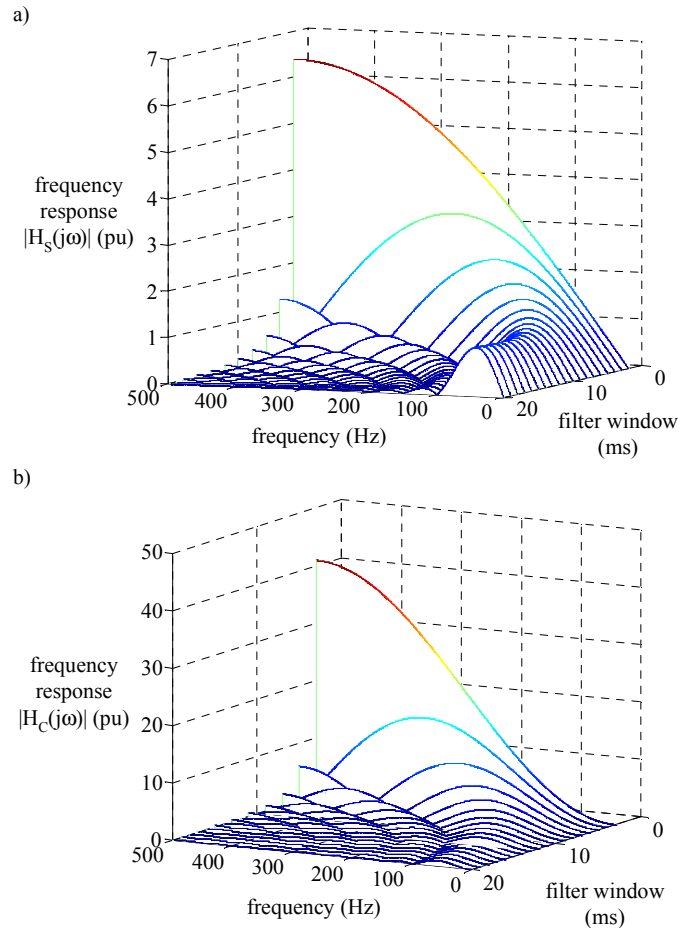 a)
7
6
5
4
3
2
1
0
frequency
response
|H_S(jω)| (pu)
500
400
300
200
100
0
frequency (Hz)
20
10
0
filter window
(ms)
b)
50
40
30
20
10
0
frequency
response
|H_C(jω)| (pu)
500
400
300
200
100
0
frequency (Hz)
20
10
0
filter window
(ms)